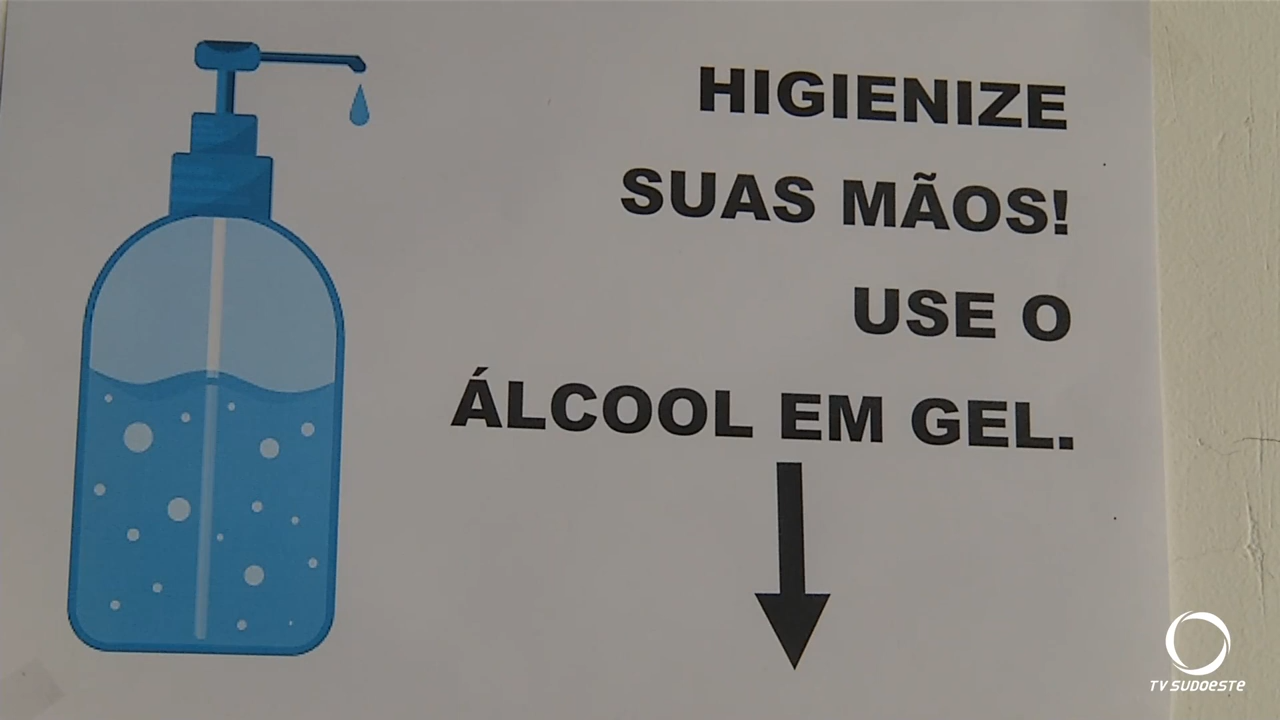 HIGIENIZE
SUAS MÃOS!
USE O
ÁLCOOL EM GEL.
TV SUDOESTE